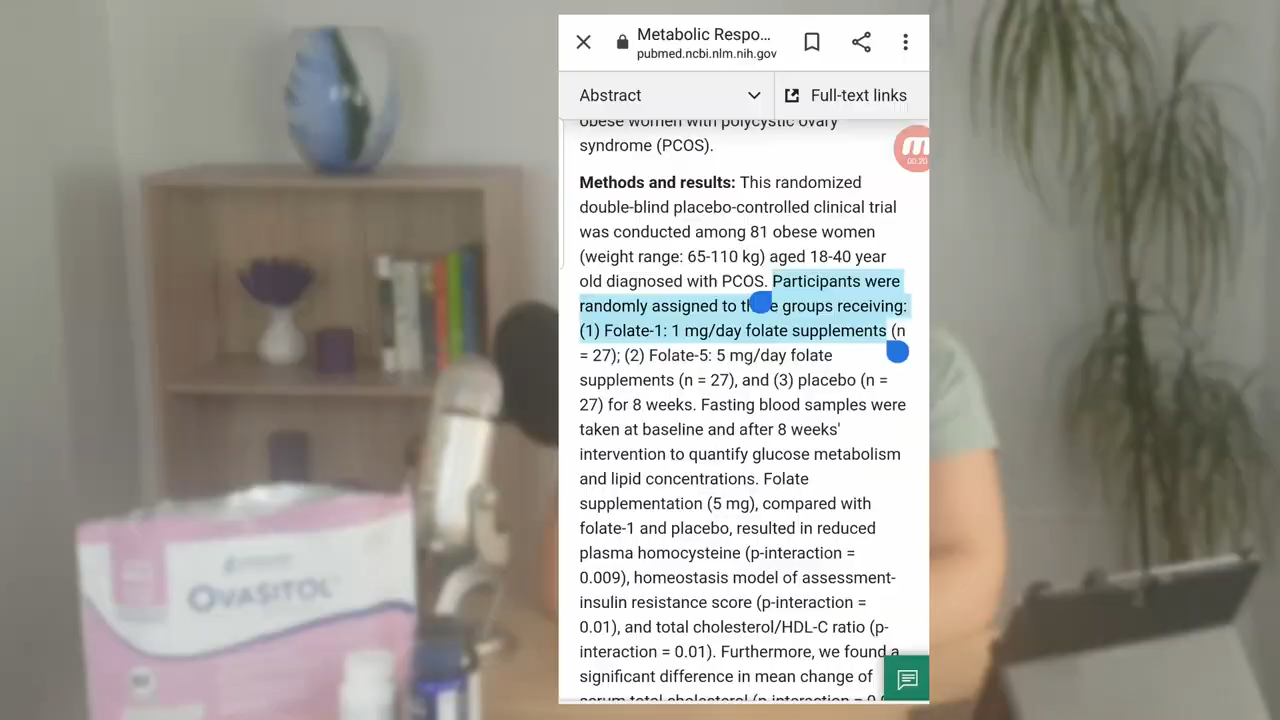 Metabolic Respo...
pubmed.ncbi.nlm.nih.gov
Abstract
Full-text links
obese women with polycystic ovary
syndrome (PCOS).
00:20
Methods and results: This randomized
double-blind placebo-controlled clinical trial
was conducted among 81 obese women
(weight range: 65-110 kg) aged 18-40 year
old diagnosed with PCOS. Participants were
randomly assigned to groups receiving:
(1) Folate-1: 1 mg/day folate supplements (n
= 27); (2) Folate-5: 5 mg/day folate
supplements (n = 27), and (3) placebo (n =
27) for 8 weeks. Fasting blood samples were
taken at baseline and after 8 weeks'
intervention to quantify glucose metabolism
and lipid concentrations. Folate
supplementation (5 mg), compared with
folate-1 and placebo, resulted in reduced
plasma homocysteine (p-interaction =
0.009), homeostasis model of assessment-
insulin resistance score (p-interaction =
0.01), and total cholesterol/HDL-C ratio (p-
interaction = 0.01). Furthermore, we found a
significant difference in mean change of
serum total cholesterol (p-interaction =
OVASITOL